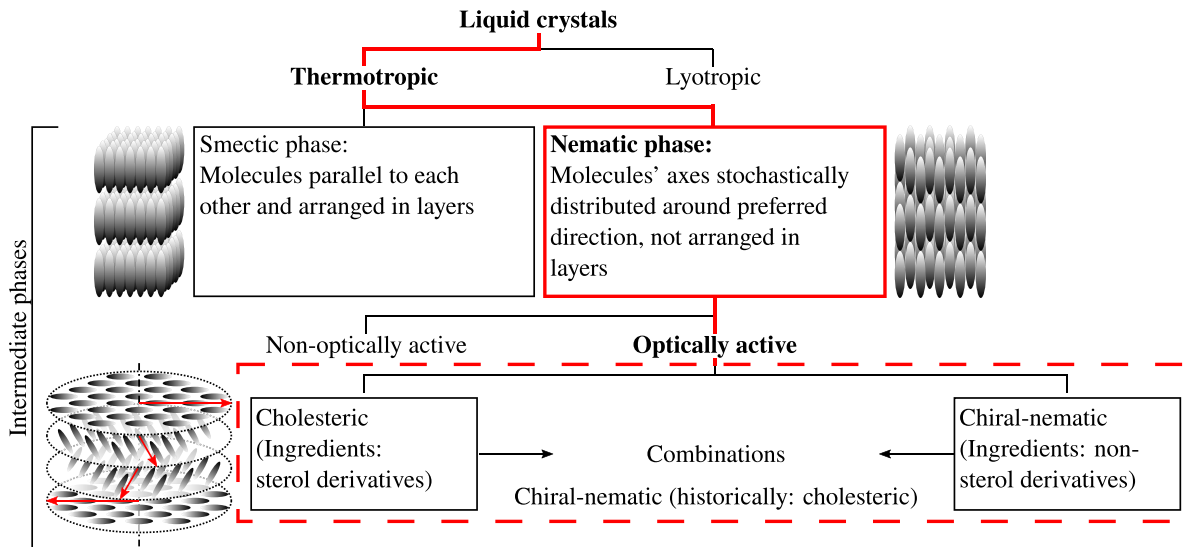 Liquid crystals
Thermotropic
Lyotropic
Smectic phase:
Molecules parallel to each
other and arranged in layers
Nematic phase:
Molecules’ axes stochastically
distributed around preferred
direction, not arranged in
layers
Intermediate phases
Non-optically active
Optically active
Cholesteric
(Ingredients:
sterol derivatives)
Combinations
Chiral-nematic (historically: cholesteric)
Chiral-nematic
(Ingredients: non-
sterol derivatives)